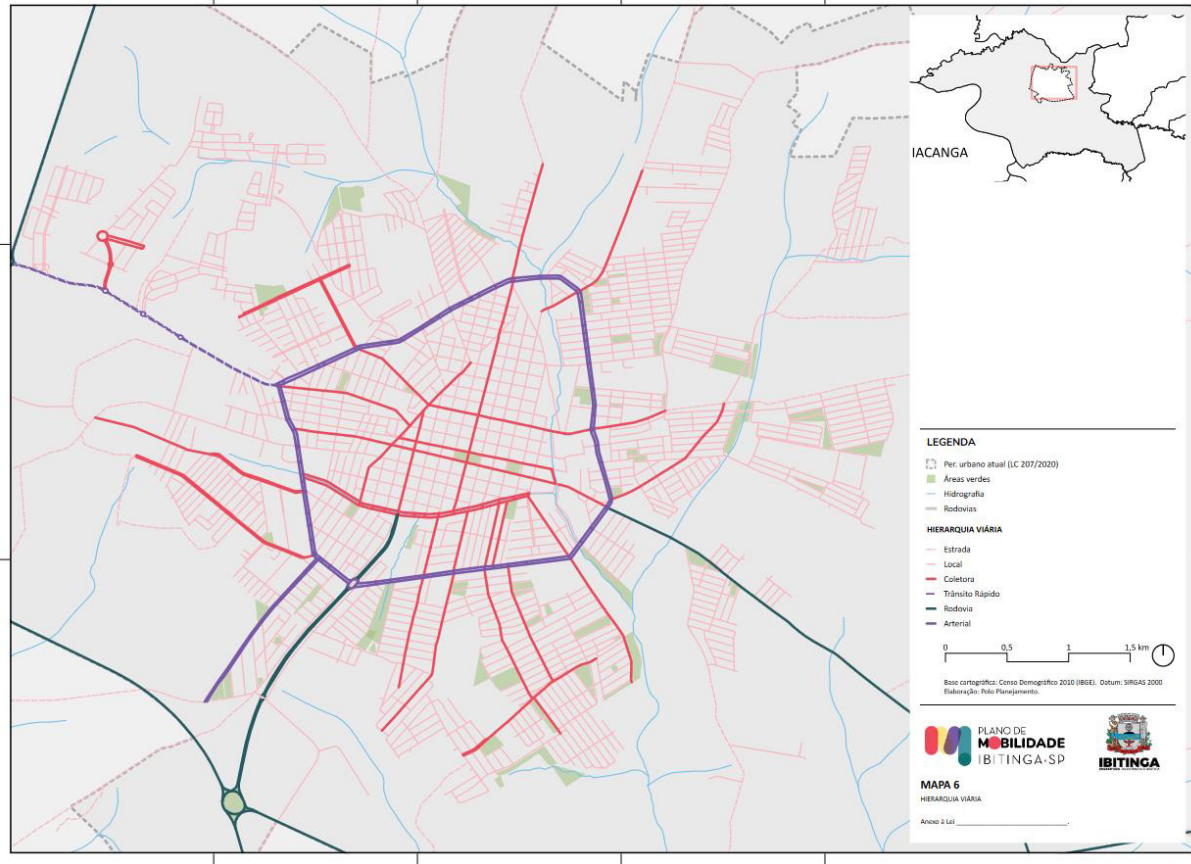 IACANGA
LEGENDA
Per. urbano atual (LC 207/2020)
Áreas verdes
Hidrografia
Rodovias
HIERARQUIA VIÁRIA
Estrada
Local
Coletora
Trânsito Rápido
Rodovia
Arterial
0 0,5 1 1,5 km
Base cartográfica: Censo Demográfico 2010 (IBGE). Datum: SIRGAS 2000
Elaboração: Polo Planejamento.
PLANO DE
MOBILIDADE
IBITINGA-SP
IBITINGA
MAPA 6
HIERARQUIA VIÁRIA
Anexo à Lei ____________________.